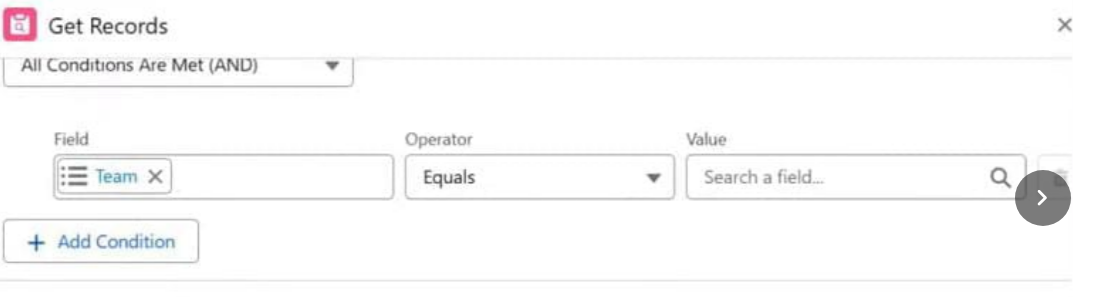 Get Records
All Conditions Are Met (AND)
Field Operator Value
Team Equals Search a field...
+ Add Condition